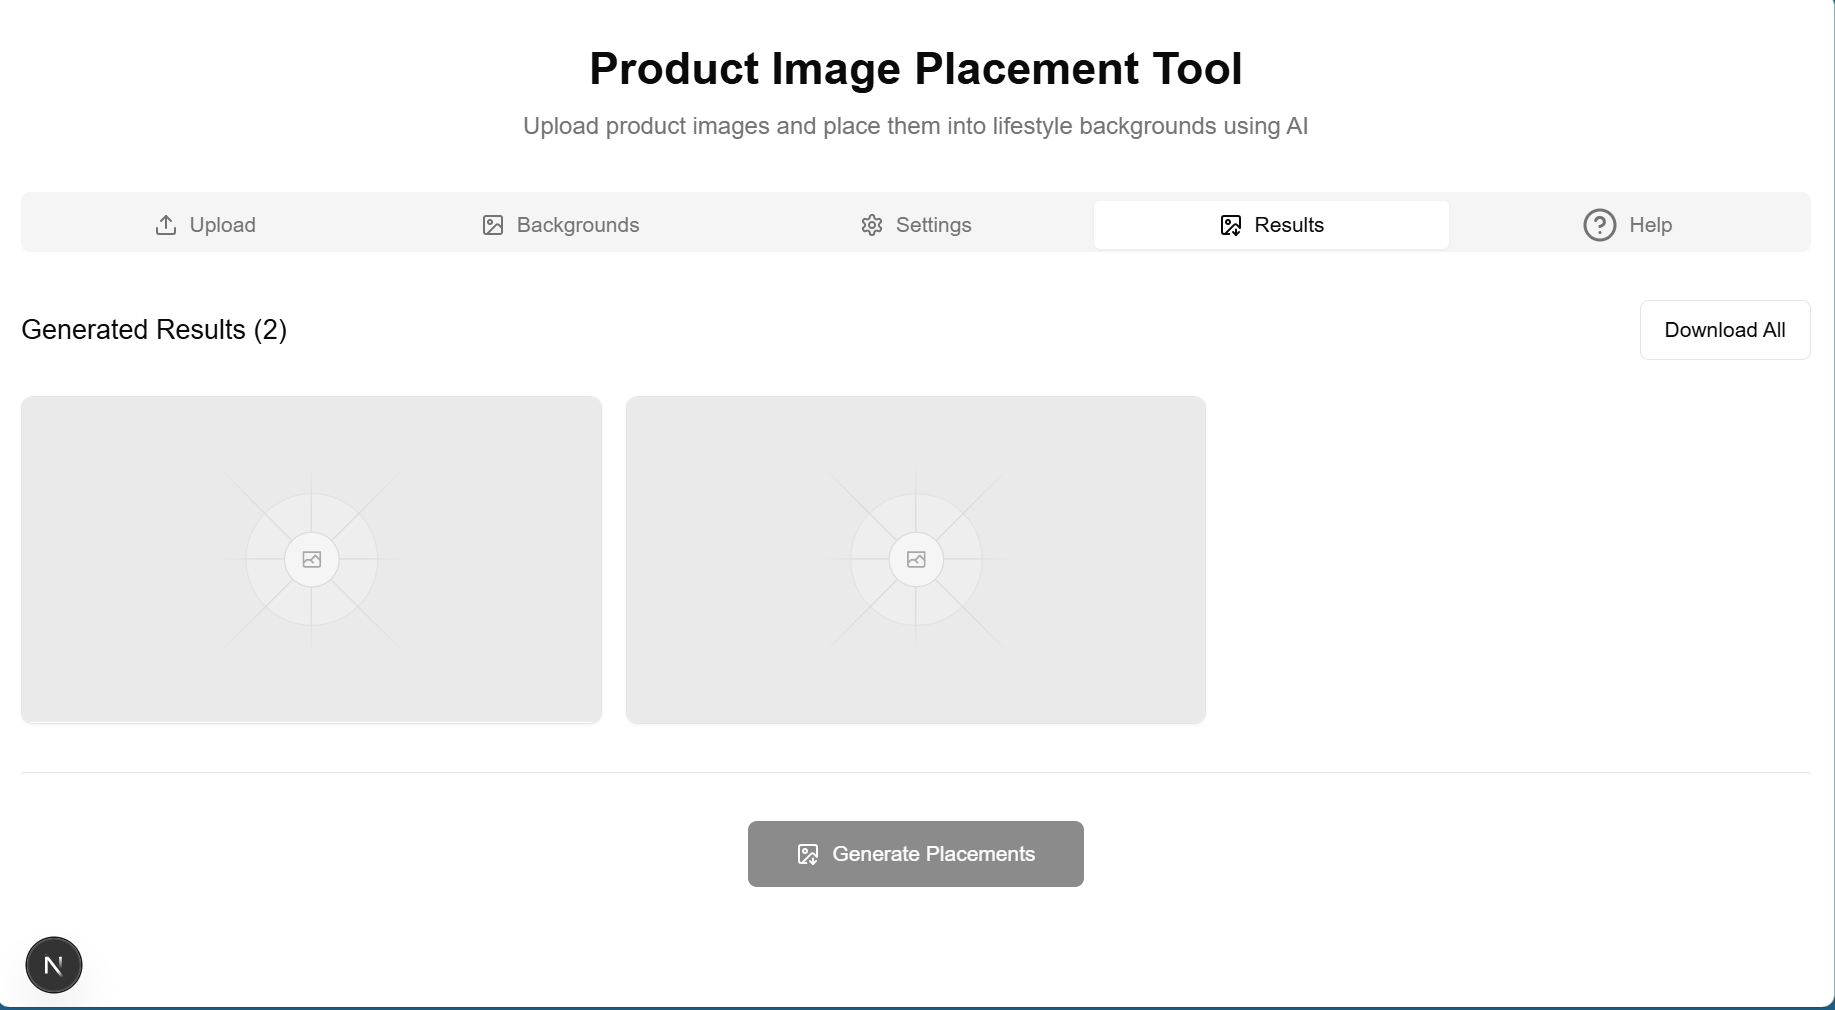 Product Image Placement Tool
Upload product images and place them into lifestyle backgrounds using AI
Upload
Backgrounds
Settings
Results
Help
Generated Results (2)
Download All
Generate Placements
N